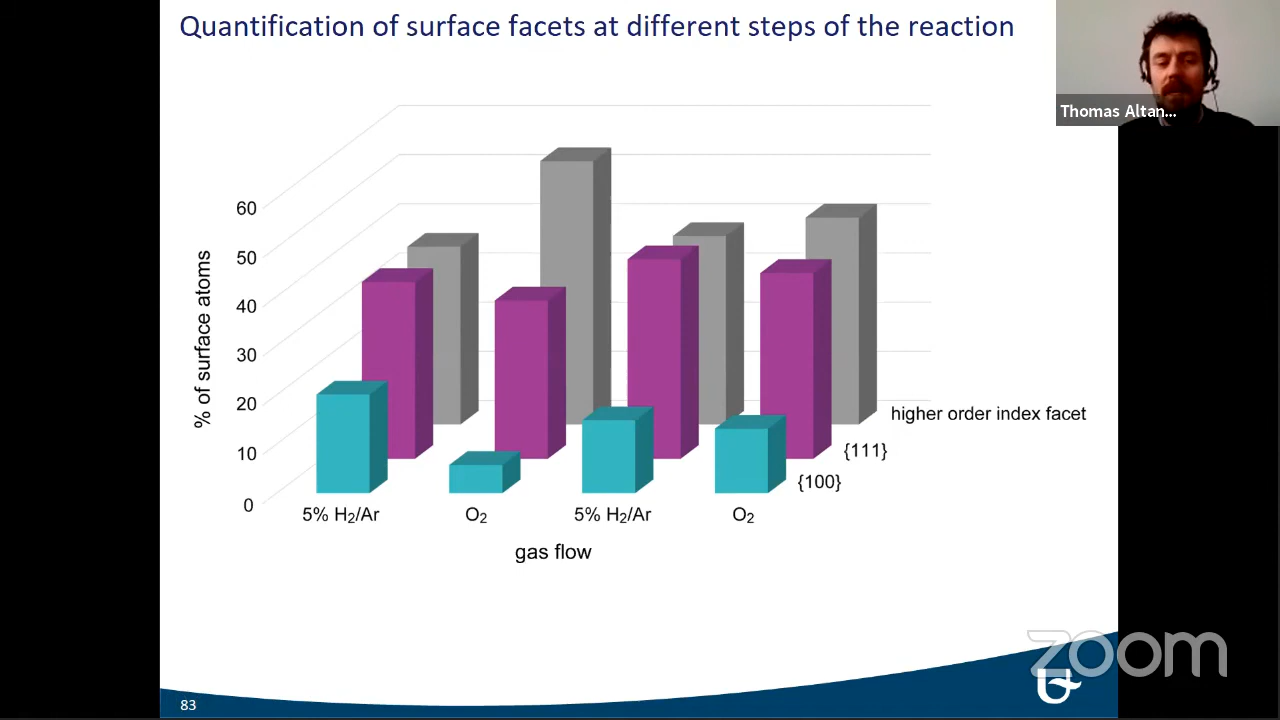 Quantification of surface facets at different steps of the reaction
Thomas Altan...
60
50
40
30
20
10
0
% of surface atoms
higher order index facet
{111}
{100}
5% H₂/Ar
O₂
5% H₂/Ar
O₂
gas flow
zoom
83